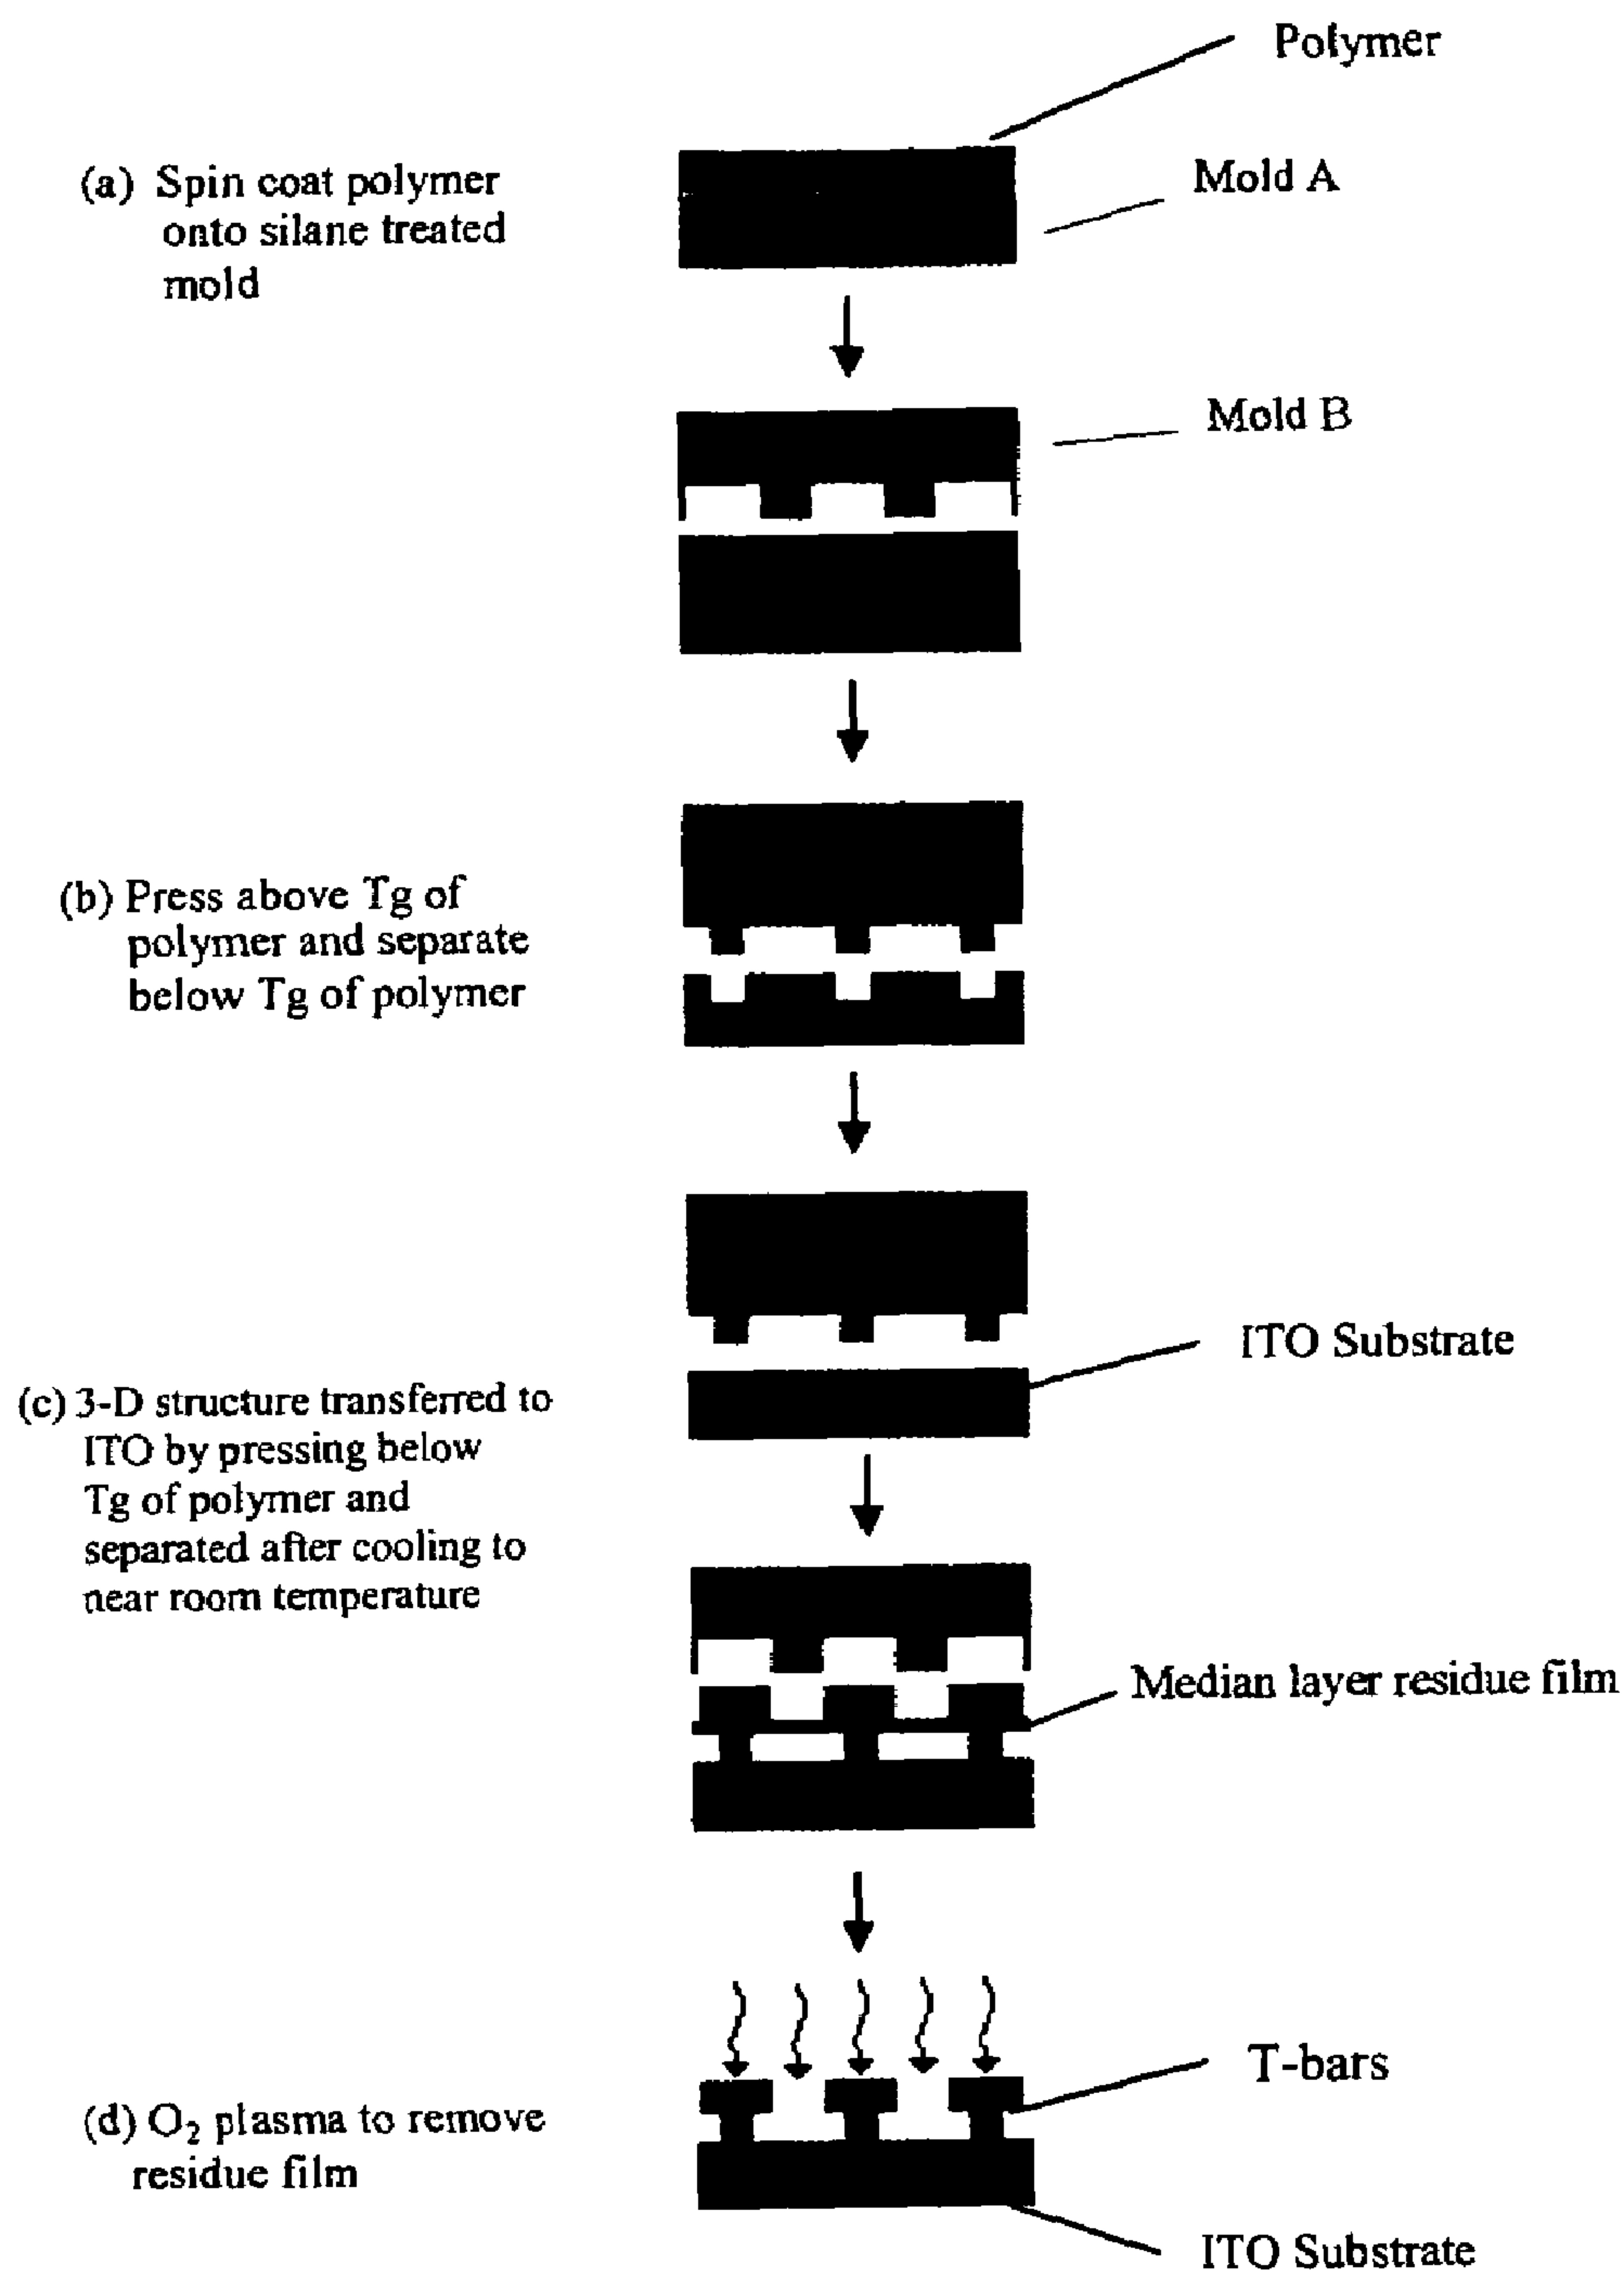 Polymer
(a) Spin coat polymer
onto silane treated
mold
Mold A
Mold B
(b) Press above Tg of
polymer and separate
below Tg of polymer
ITO Substrate
(c) 3-D structure transferred to
ITO by pressing below
Tg of polymer and
separated after cooling to
near room temperature
Median layer residue film
T-bars
(d) O₂ plasma to remove
residue film
ITO Substrate